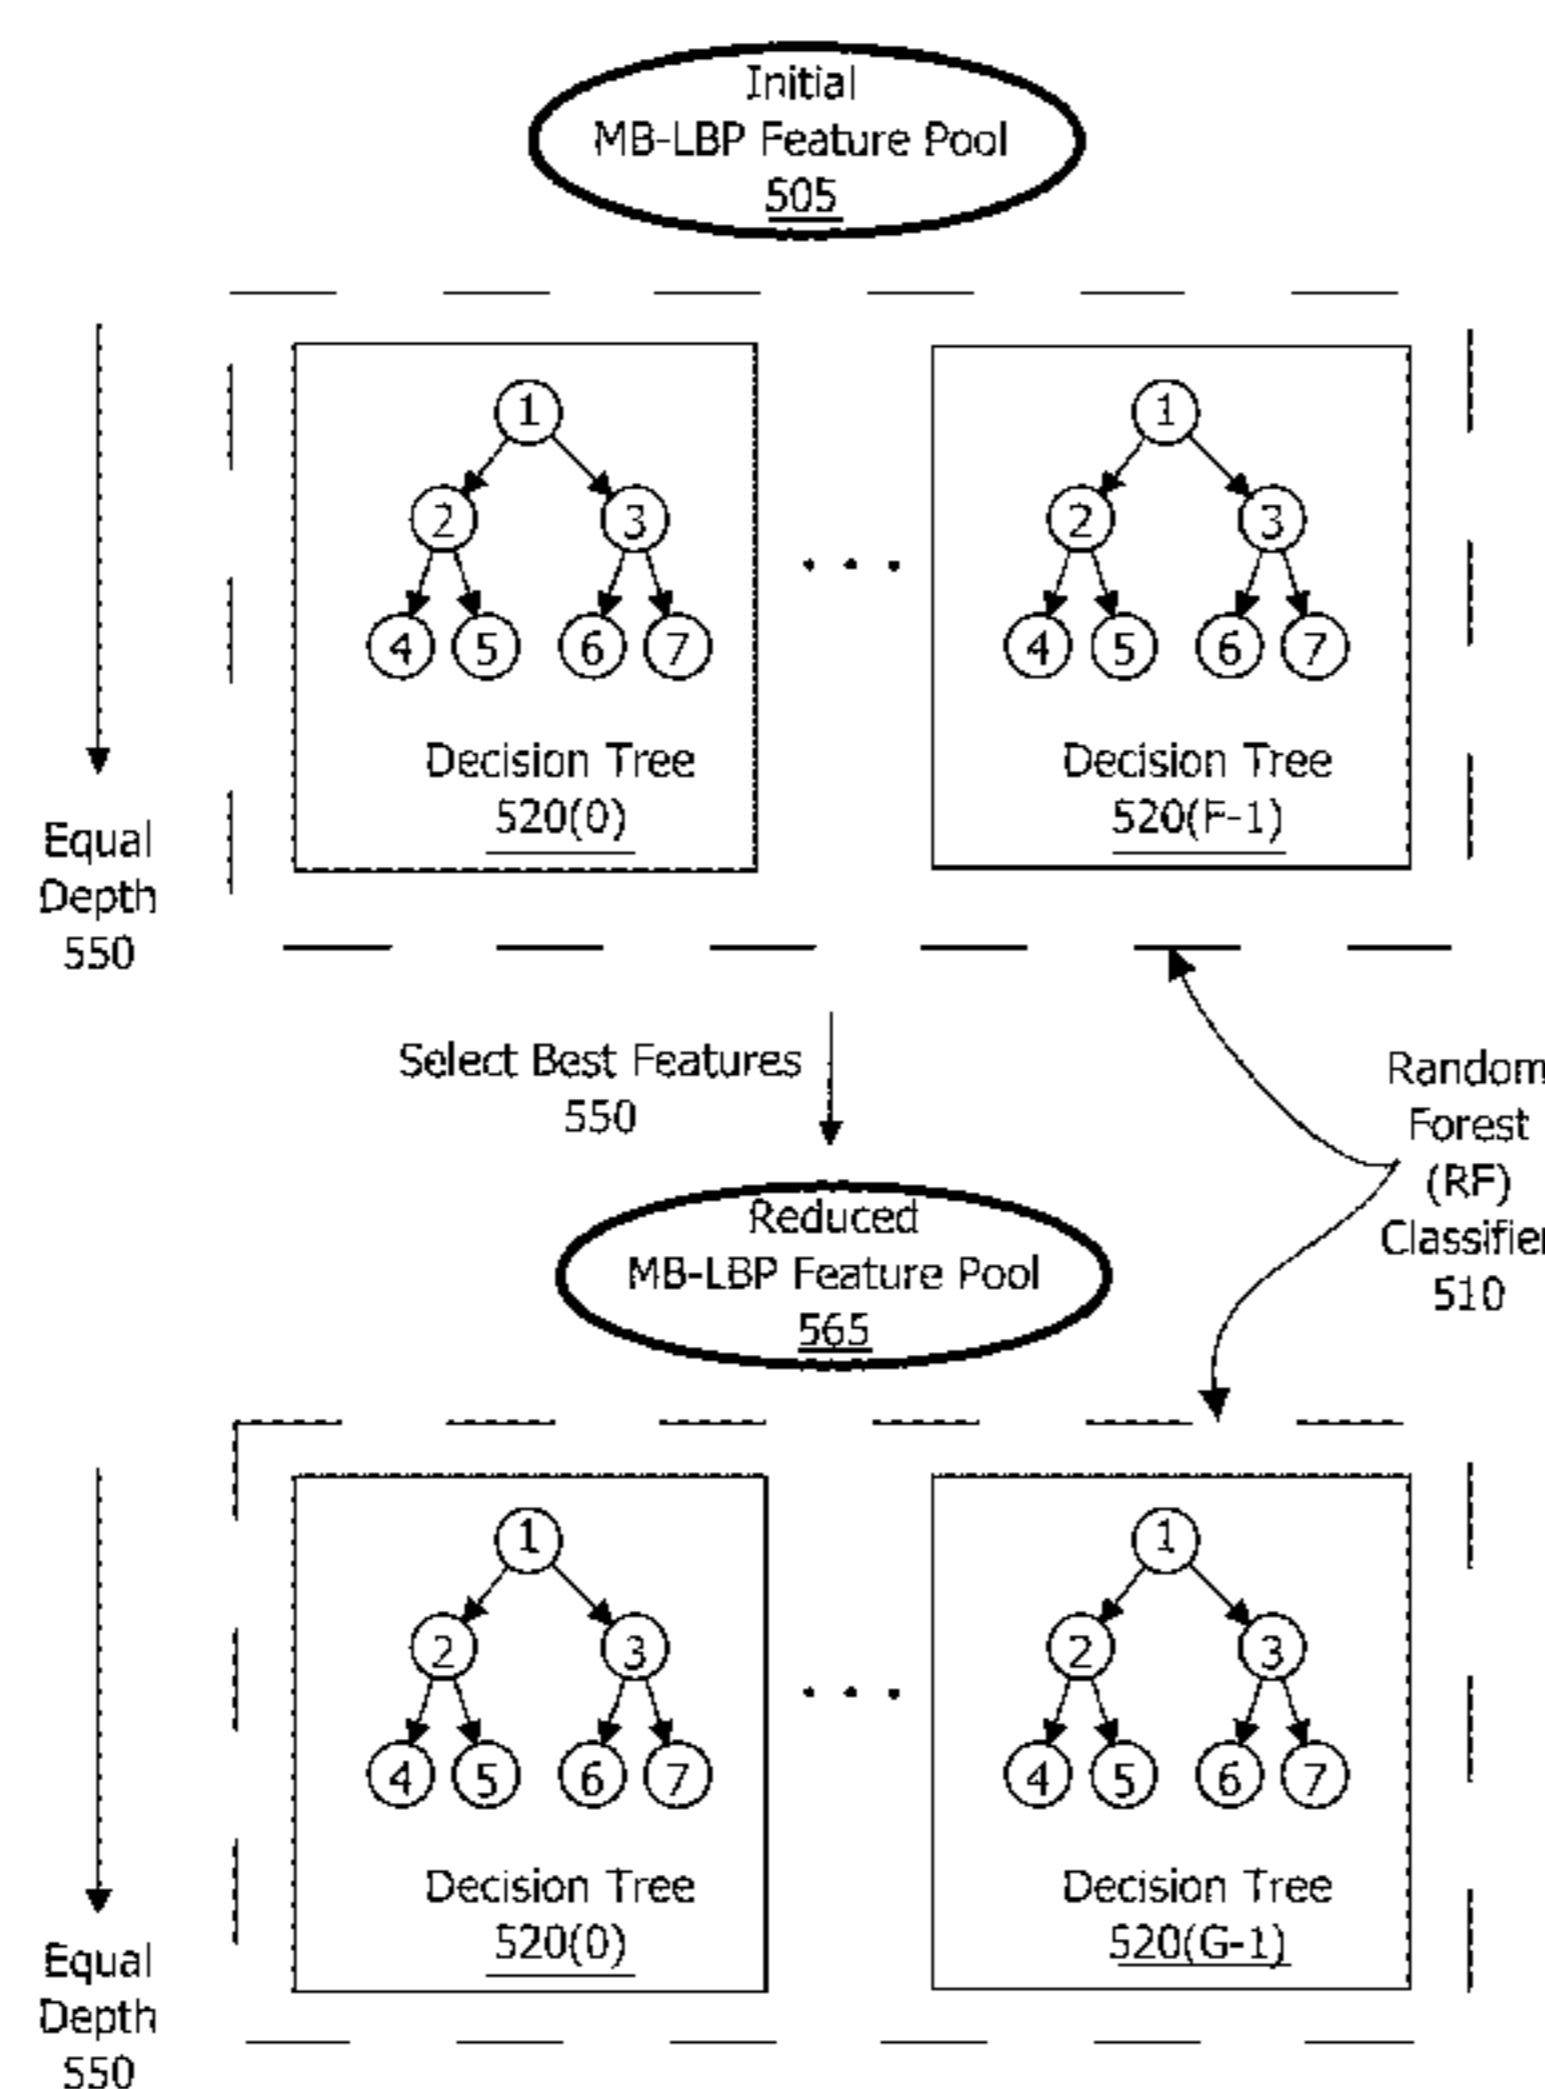 Initial
MB-LBP Feature Pool
505
1
1
2
3
2
3
4
5
6
7
4
5
6
7
Decision Tree
520(0)
Decision Tree
520(F-1)
Equal
Depth
550
Select Best Features
550
Random
Forest
(RF)
Classifier
510
Reduced
MB-LBP Feature Pool
565
1
1
2
3
2
3
4
5
6
7
4
5
6
7
Decision Tree
520(0)
Decision Tree
520(G-1)
Equal
Depth
550